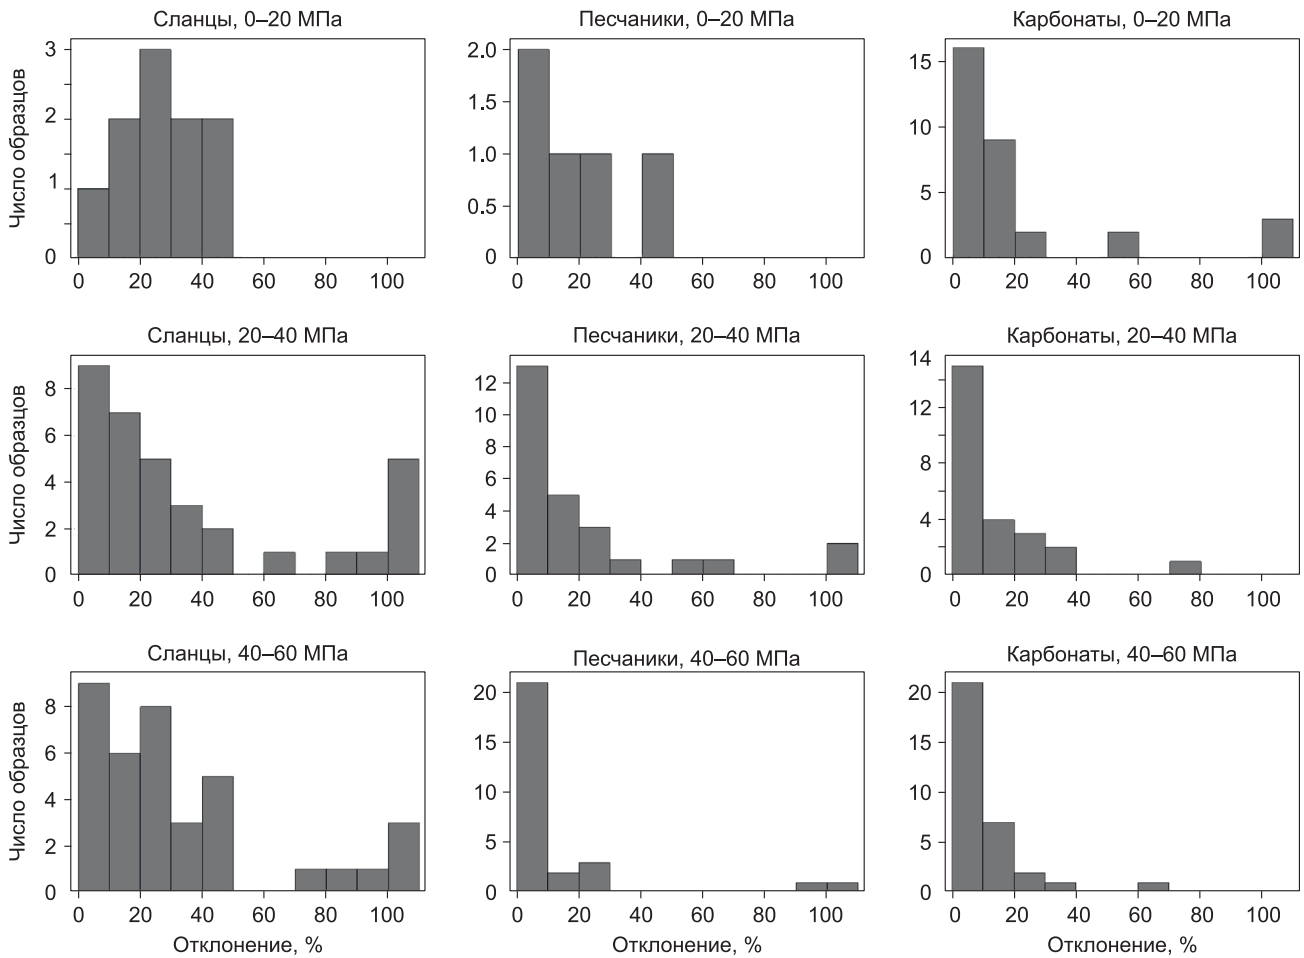 Сланцы, 0–20 МПа
Песчаники, 0–20 МПа
Карбонаты, 0–20 МПа
Число образцов
3
2
1
0
0 20 40 60 80 100
2.0
1.5
1.0
0.5
0
0 20 40 60 80 100
15
10
5
0
0 20 40 60 80 100
Сланцы, 20–40 МПа
Песчаники, 20–40 МПа
Карбонаты, 20–40 МПа
Число образцов
8
6
4
2
0
0 20 40 60 80 100
12
10
8
6
4
2
0
0 20 40 60 80 100
14
12
8
4
0
0 20 40 60 80 100
Сланцы, 40–60 МПа
Песчаники, 40–60 МПа
Карбонаты, 40–60 МПа
Число образцов
8
6
4
2
0
0 20 40 60 80 100
Отклонение, %
20
15
10
5
0
0 20 40 60 80 100
Отклонение, %
20
15
10
5
0
0 20 40 60 80 100
Отклонение, %